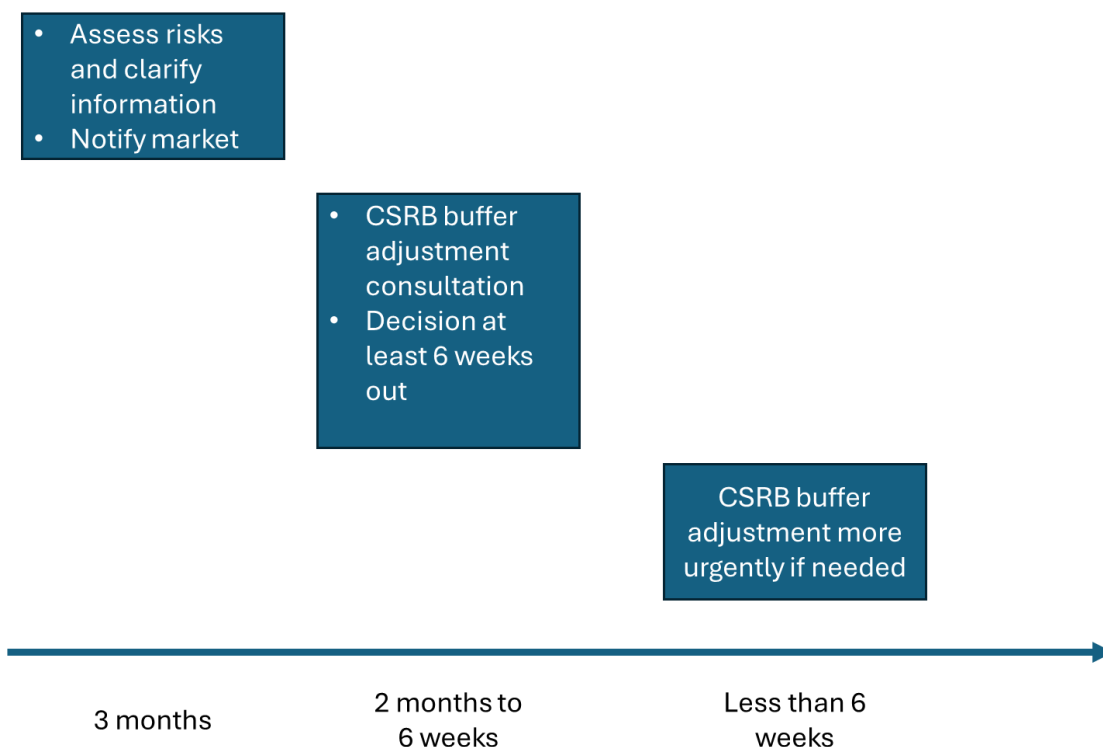 • Assess risks
and clarify
information
• Notify market
• CSRB buffer
adjustment
consultation
• Decision at
least 6 weeks
out
CSRB buffer
adjustment more
urgently if needed
3 months
2 months to
6 weeks
Less than 6
weeks